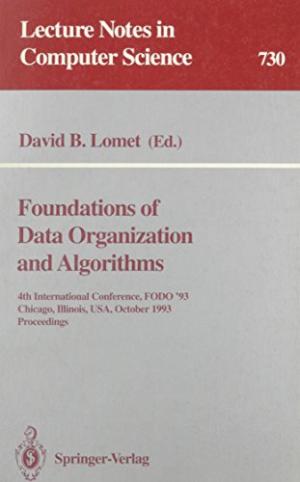 Lecture Notes in
Computer Science 730
David B. Lomet (Ed.)
Foundations of
Data Organization
and Algorithms
4th International Conference, FODO '93
Chicago, Illinois, USA, October 1993
Proceedings
Springer-Verlag